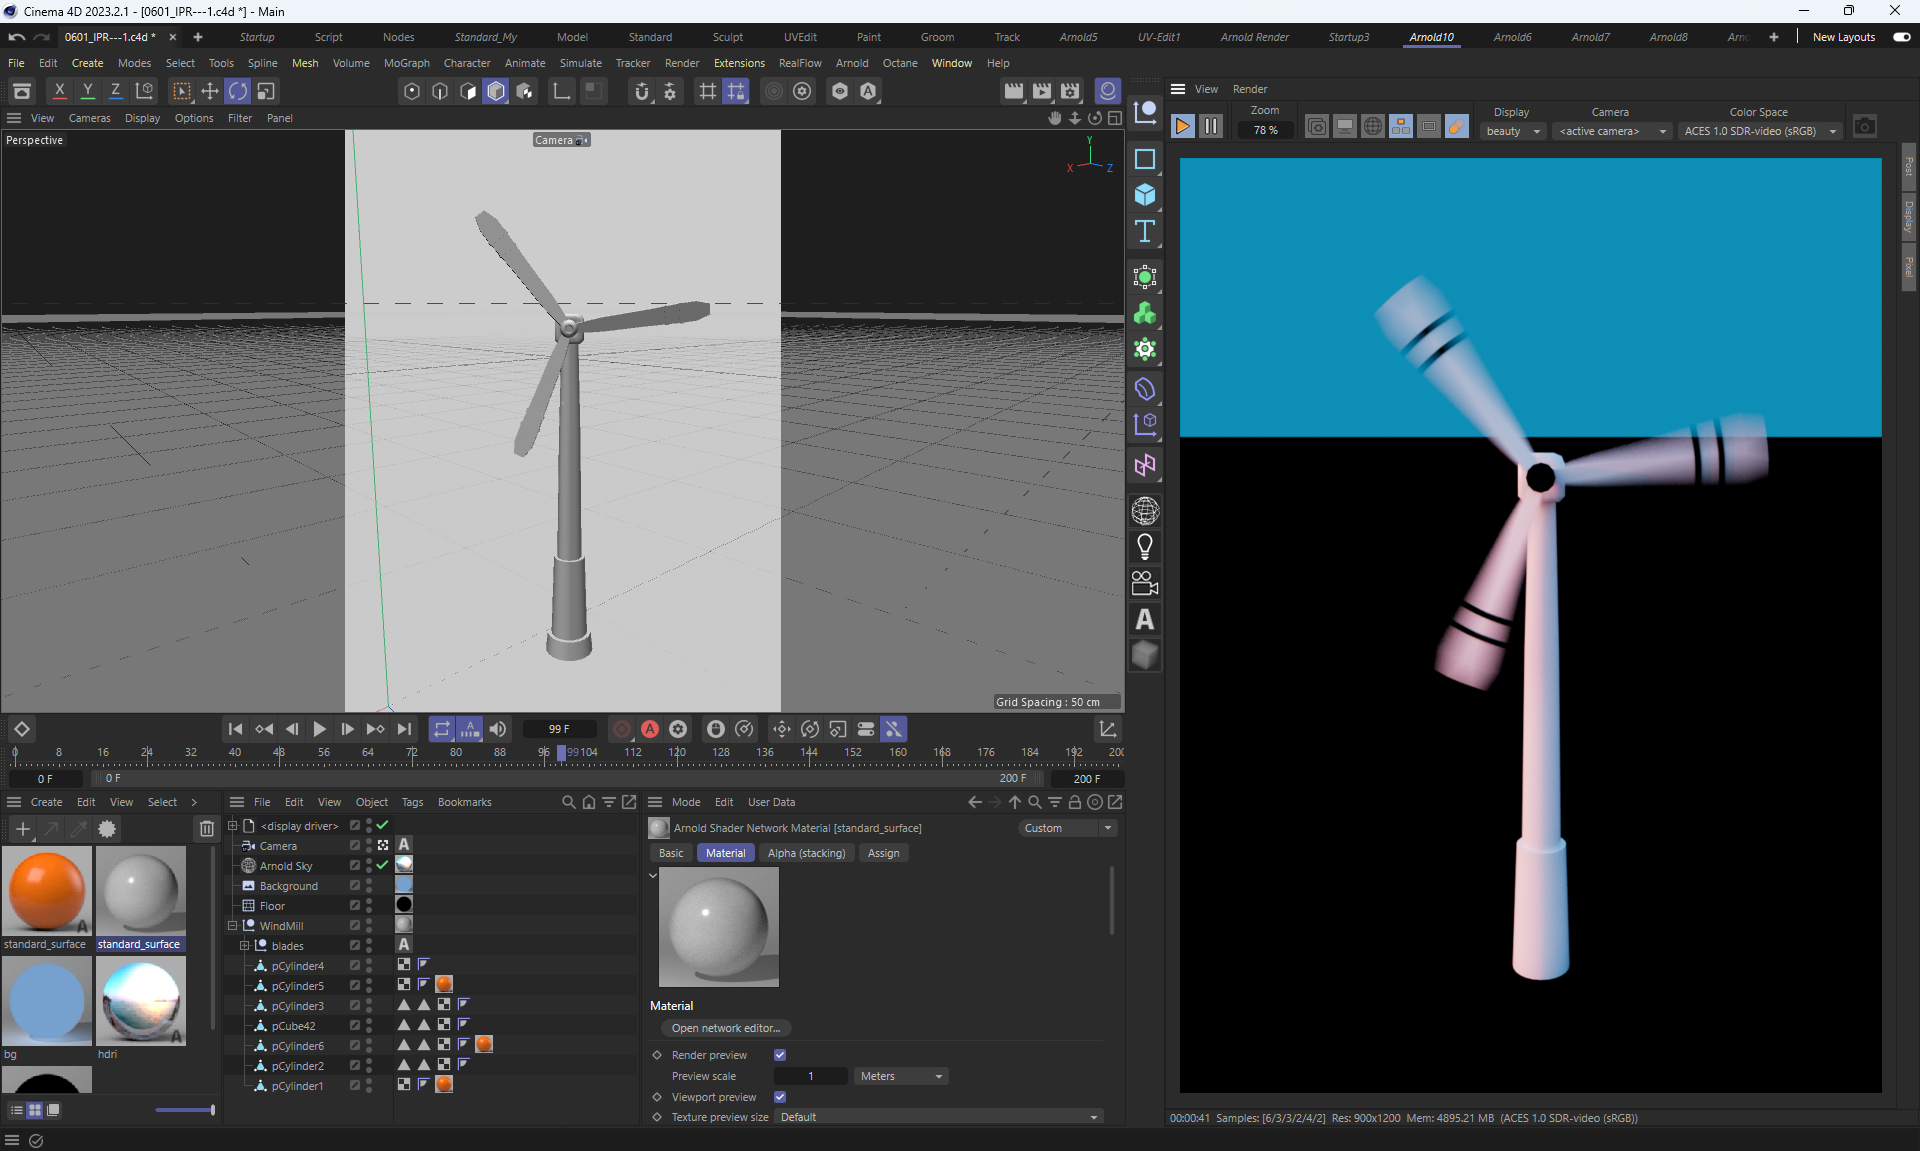 Cinema 4D 2023.2.1 - [0601_IPR---1.c4d *] - Main
0601_IPR---1.c4d *
Startup
Script
Nodes
Standard_My
Model
Standard
Sculpt
UVEdit
Paint
Groom
Track
Arnold5
UV-Edit1
Arnold Render
Startup3
Arnold10
Arnold6
Arnold7
Arnold8
New Layouts
File Edit Create Modes Select Tools Spline Mesh Volume MoGraph Character Animate Simulate Tracker Render Extensions RealFlow Arnold Octane Window Help
X Y Z
View Cameras Display Options Filter Panel
Perspective
Camera
Y
X
Z
Grid Spacing : 50 cm
View Render
Zoom
78 %
Display
beauty
Camera
<active camera>
Color Space
ACES 1.0 SDR-video (sRGB)
Post
Display
Pixel
99 F
0 8 16 24 32 40 48 56 64 72 80 88 96 99 104 112 120 128 136 144 152 160 168 176 184 192 200
0 F
0 F
200 F
200 F
Create Edit View Select
standard_surface
standard_surface
bg
hdri
File Edit View Object Tags Bookmarks
<display driver>
Camera
Arnold Sky
Background
Floor
WindMill
blades
pCylinder4
pCylinder5
pCylinder3
pCube42
pCylinder6
pCylinder2
pCylinder1
Mode Edit User Data
Arnold Shader Network Material [standard_surface]
Custom
Basic
Material
Alpha (stacking)
Assign
Material
Open network editor...
Render preview
Preview scale
1
Meters
Viewport preview
Texture preview size
Default
00:00:41 Samples: [6/3/3/2/4/2] Res: 900x1200 Mem: 4895.21 MB (ACES 1.0 SDR-video (sRGB))